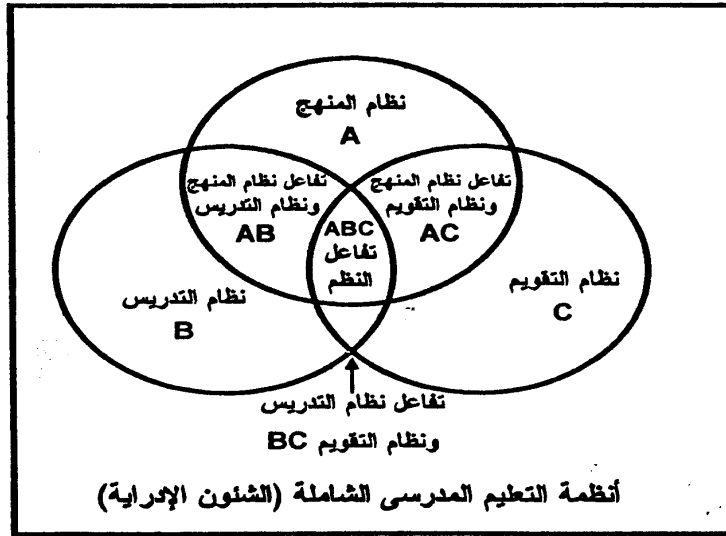 نظام المنهج
A
تفاعل نظام المنهج
ونظام التدريس
AB
تفاعل نظام المنهج
ونظام التقويم
AC
ABC
تفاعل
النظم
نظام التدريس
B
نظام التقويم
C
تفاعل نظام التدريس
ونظام التقويم BC
أنظمة التعليم المدرسى الشاملة (الشئون الإدراية)